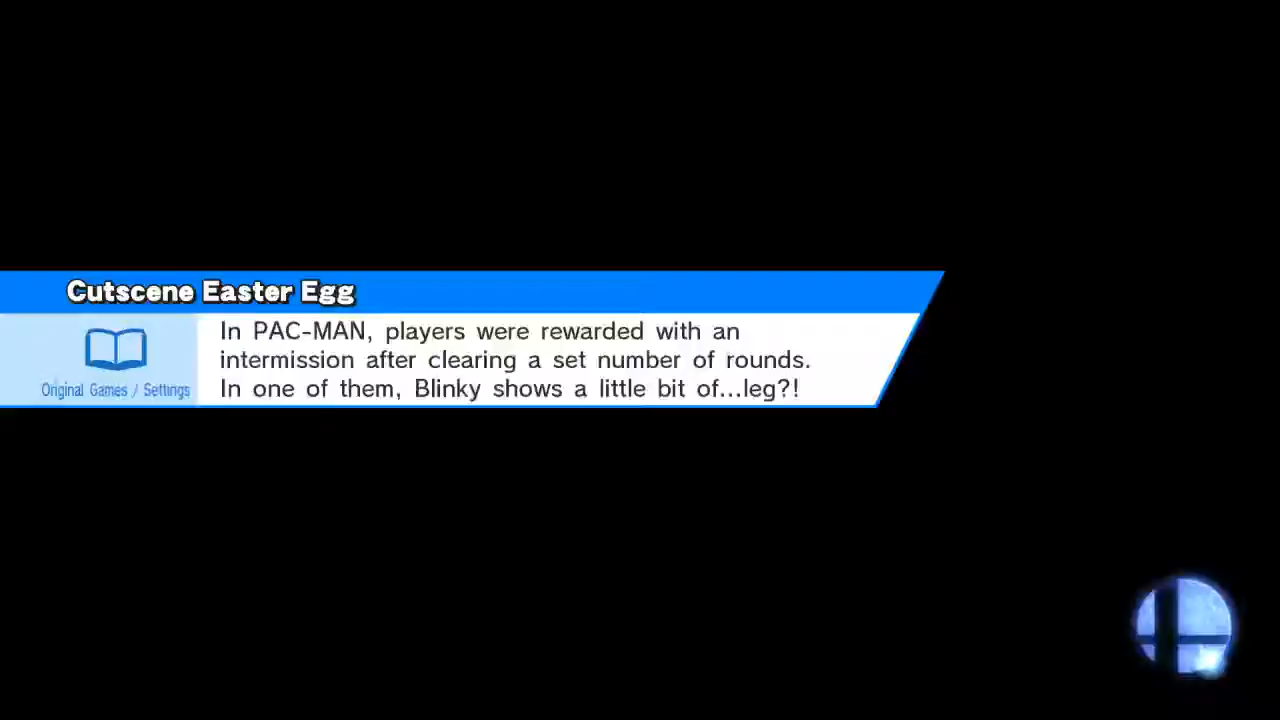 Cutscene Easter Egg
In PAC-MAN, players were rewarded with an
intermission after clearing a set number of rounds.
In one of them, Blinky shows a little bit of...leg?!
Original Games / Settings